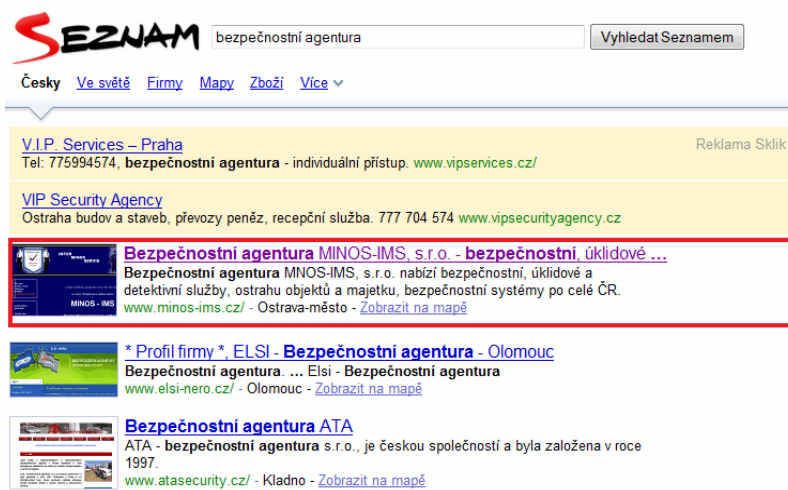 SEZNAM
bezpečnostní agentura
Vyhledat Seznamem
Česky Ve světě Firmy Mapy Zboží Více
V.I.P. Services – Praha
Reklama Sklik
Tel: 775994574, bezpečnostní agentura - individuální přístup. www.vipservices.cz/
VIP Security Agency
Ostraha budov a staveb, převozy peněz, recepční služba. 777 704 574 www.vipsecurityagency.cz
Bezpečnostní agentura MINOS-IMS, s.r.o. - bezpečnostní, úklidové ...
Bezpečnostní agentura MNOS-IMS, s.r.o. nabízí bezpečnostní, úklidové a
detektivní služby, ostrahu objektů a majetku, bezpečnostní systémy po celé ČR.
www.minos-ims.cz/ - Ostrava-město - Zobrazit na mapě
MINOS - IMS
* Profil firmy *, ELSI - Bezpečnostní agentura - Olomouc
Bezpečnostní agentura. ... Elsi - Bezpečnostní agentura
www.elsi-nero.cz/ - Olomouc - Zobrazit na mapě
Bezpečnostní agentura ATA
ATA - bezpečnostní agentura s.r.o., je českou společností a byla založena v roce
1997.
www.atasecurity.cz/ - Kladno - Zobrazit na mapě